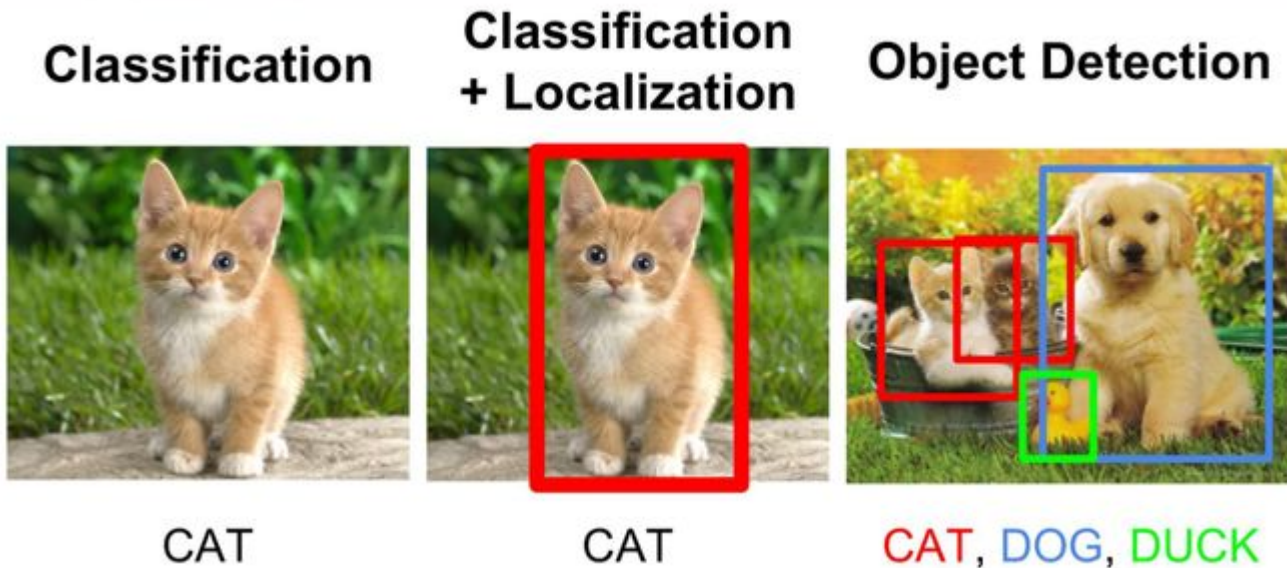 Classification
Classification
+ Localization
Object Detection
CAT
CAT
CAT, DOG, DUCK